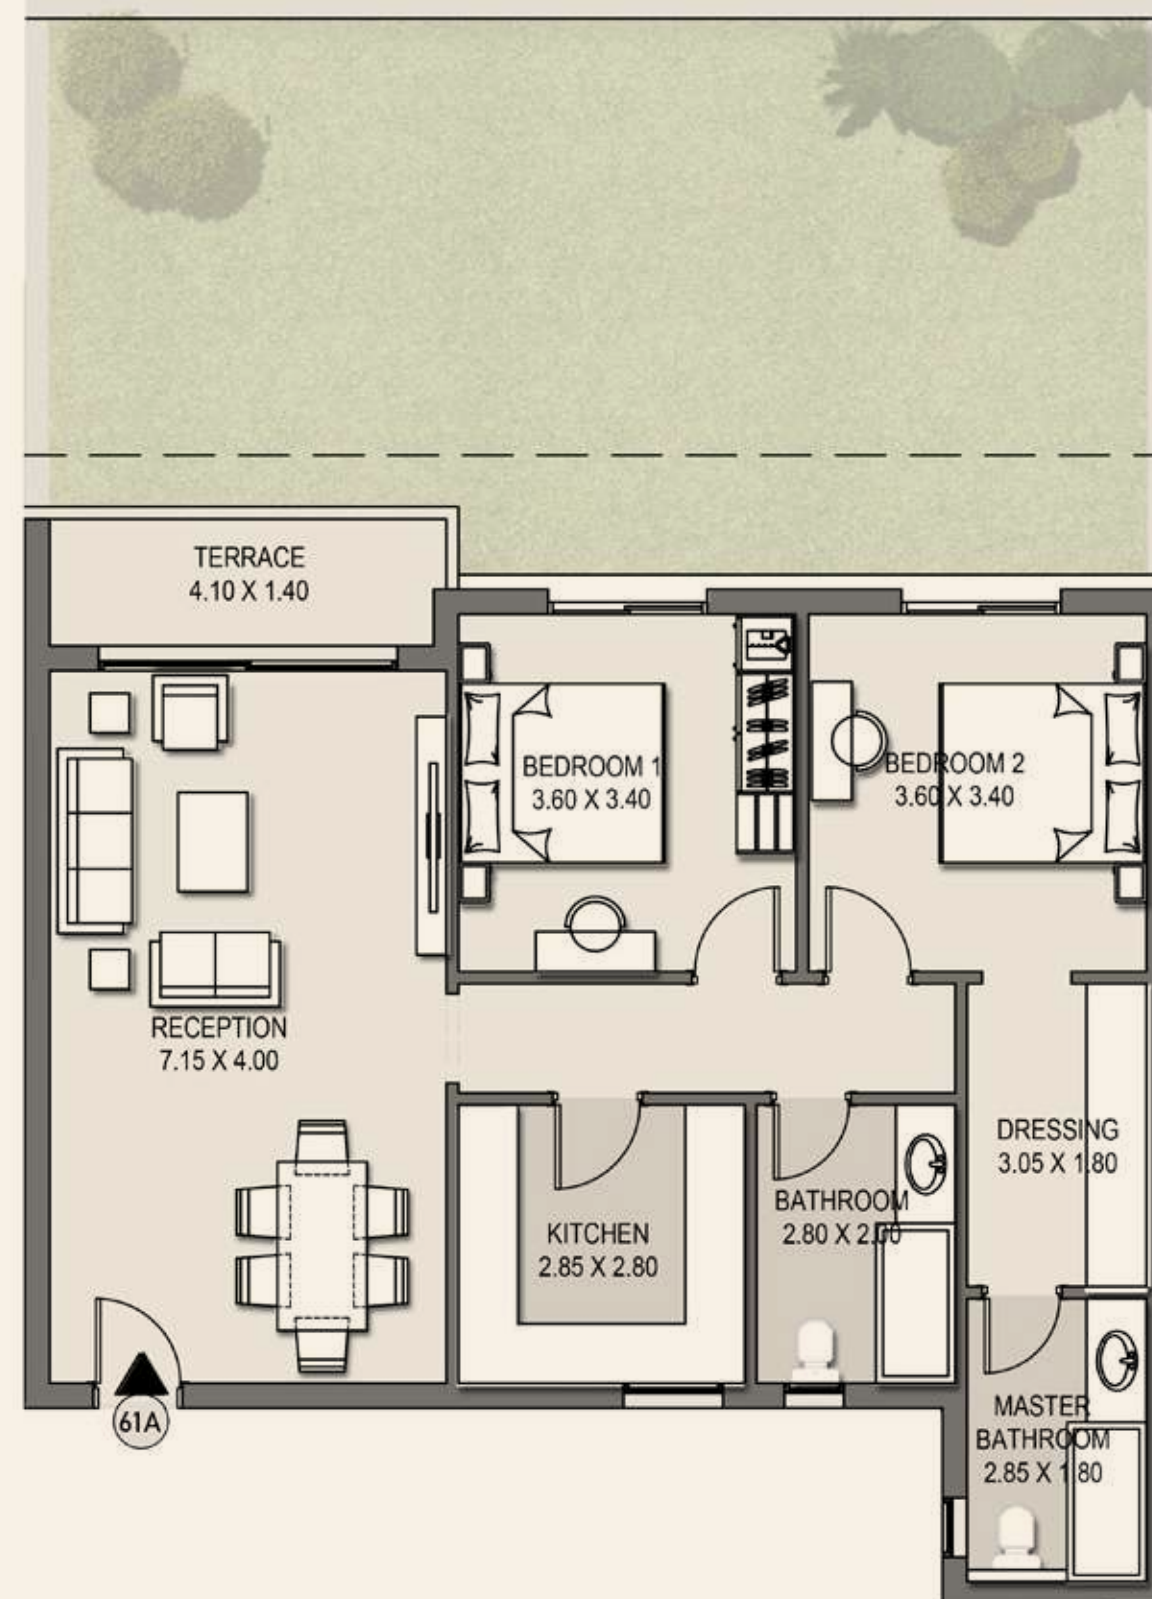 TERRACE
4.10 X 1.40
BEDROOM 1
3.60 X 3.40
BEDROOM 2
3.60 X 3.40
RECEPTION
7.15 X 4.00
DRESSING
3.05 X 1.80
BATHROOM
2.80 X 2.00
KITCHEN
2.85 X 2.80
MASTER
BATHROOM
2.85 X 1.80
61A